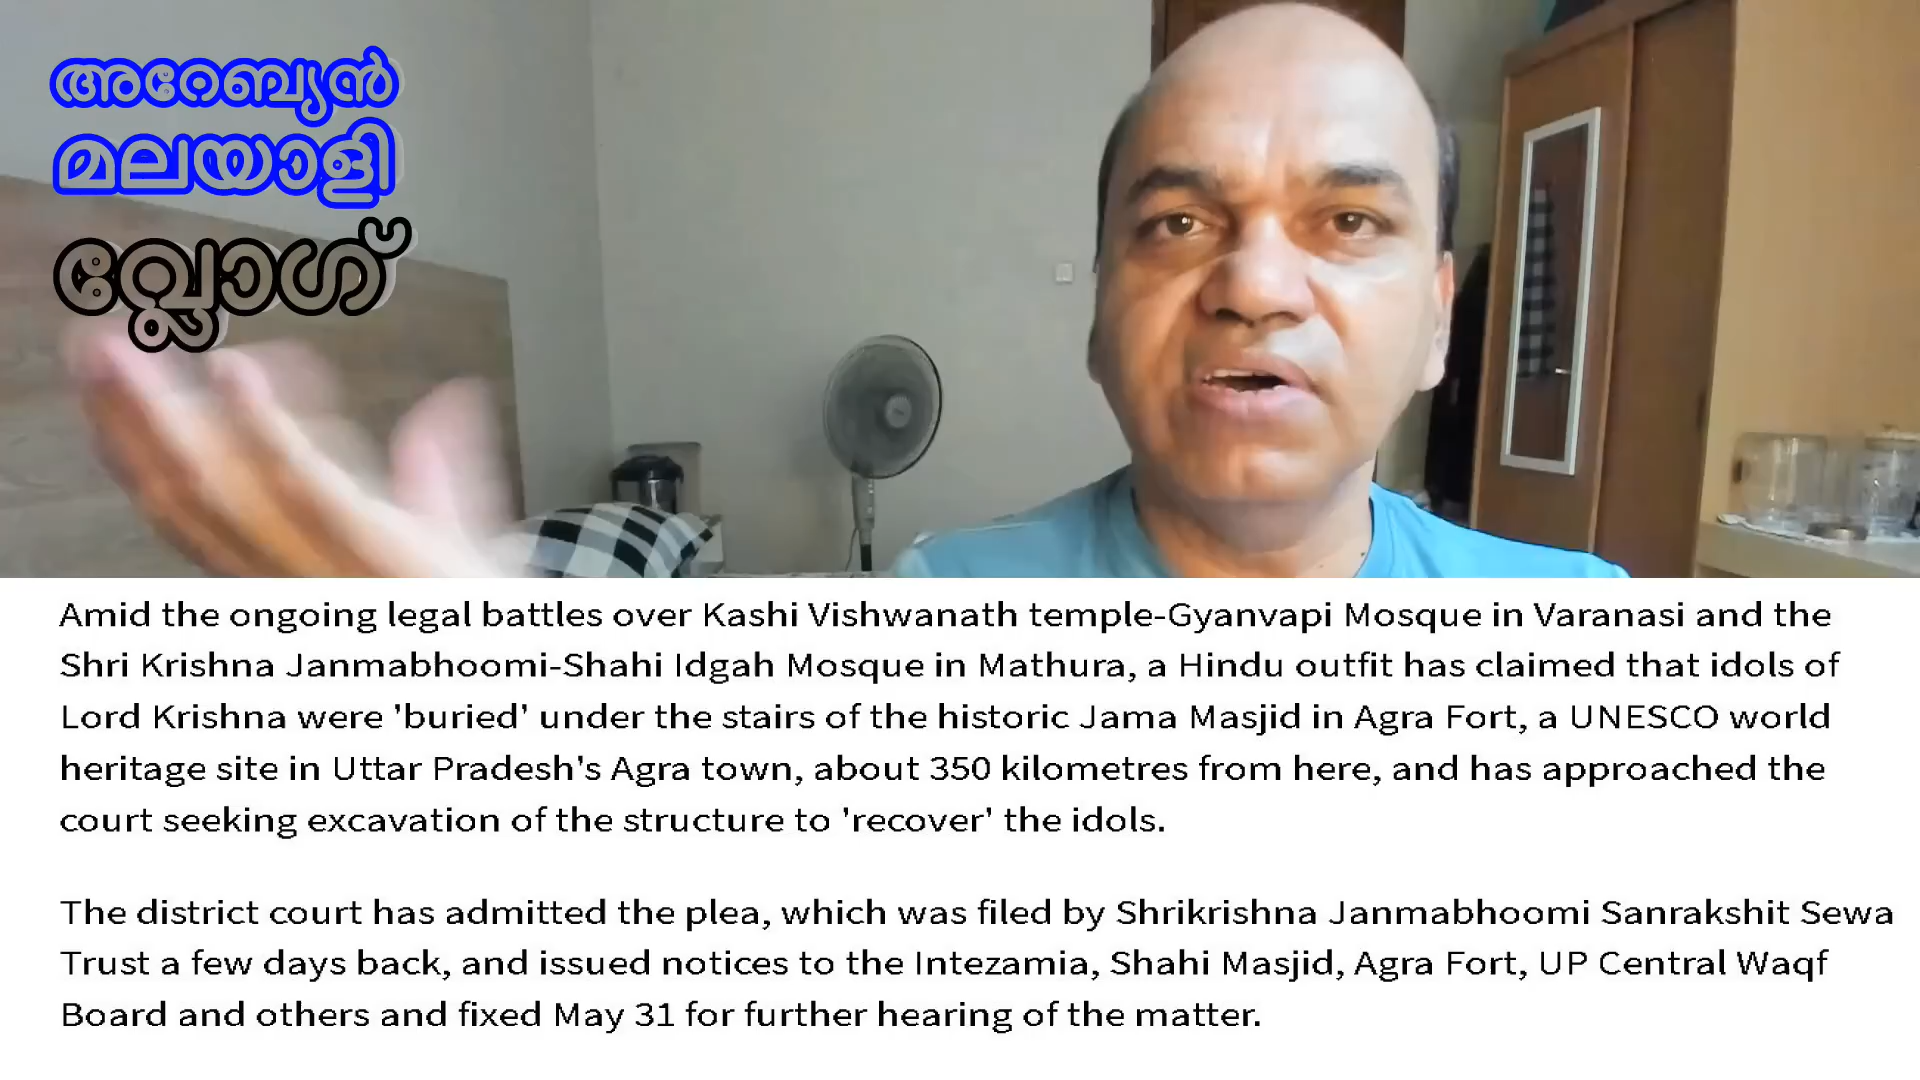 അറേബ്യൻ
മലയാളി
വ്ലോഗ്
Amid the ongoing legal battles over Kashi Vishwanath temple-Gyanvapi Mosque in Varanasi and the
Shri Krishna Janmabhoomi-Shahi Idgah Mosque in Mathura, a Hindu outfit has claimed that idols of
Lord Krishna were 'buried' under the stairs of the historic Jama Masjid in Agra Fort, a UNESCO world
heritage site in Uttar Pradesh's Agra town, about 350 kilometres from here, and has approached the
court seeking excavation of the structure to 'recover' the idols.
The district court has admitted the plea, which was filed by Shrikrishna Janmabhoomi Sanrakshit Sewa
Trust a few days back, and issued notices to the Intezamia, Shahi Masjid, Agra Fort, UP Central Waqf
Board and others and fixed May 31 for further hearing of the matter.